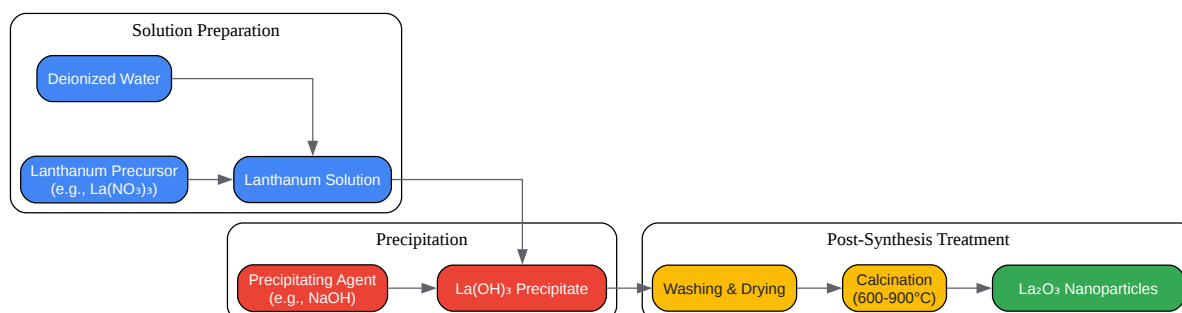 Solution Preparation
Deionized Water
Lanthanum Precursor
(e.g., La(NO₃)₃)
Lanthanum Solution
Precipitation
Precipitating Agent
(e.g., NaOH)
La(OH)₃ Precipitate
Post-Synthesis Treatment
Washing & Drying
Calcination
(600-900°C)
La₂O₃ Nanoparticles